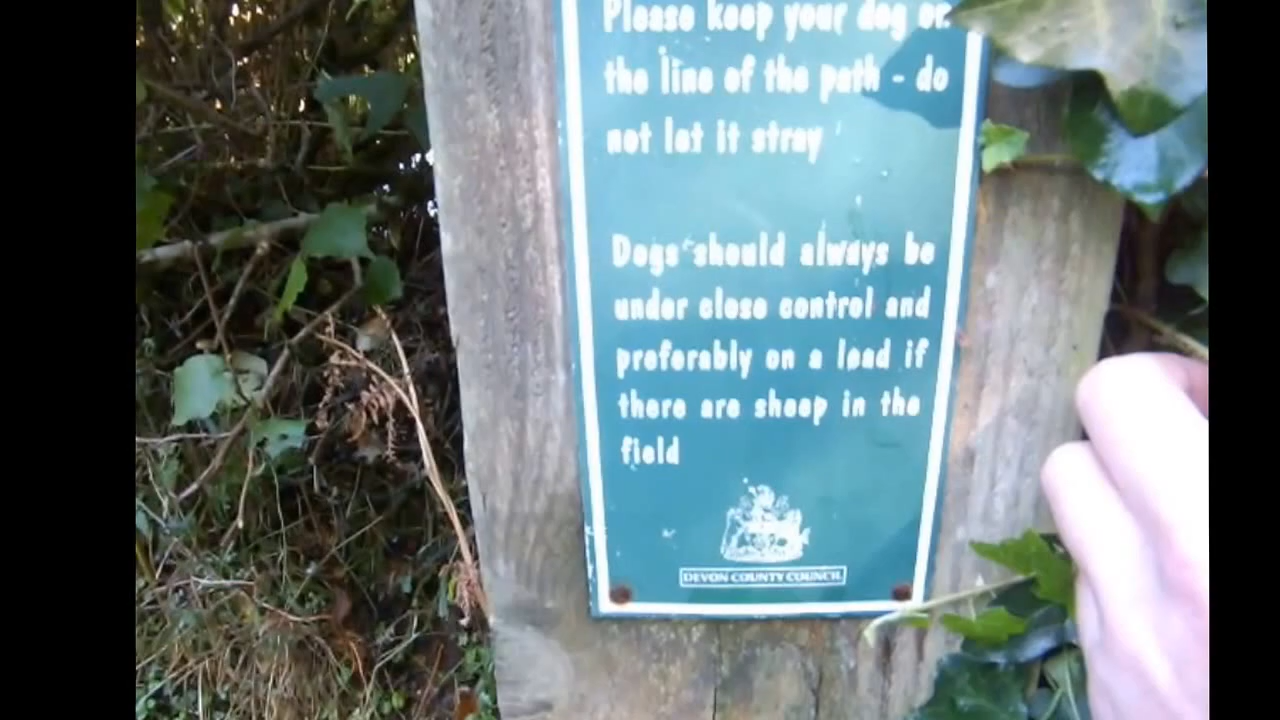 Please keep your dog on
the line of the path - do
not let it stray
Dogs should always be
under close control and
preferably on a lead if
there are sheep in the
field
DEVON COUNTY COUNCIL